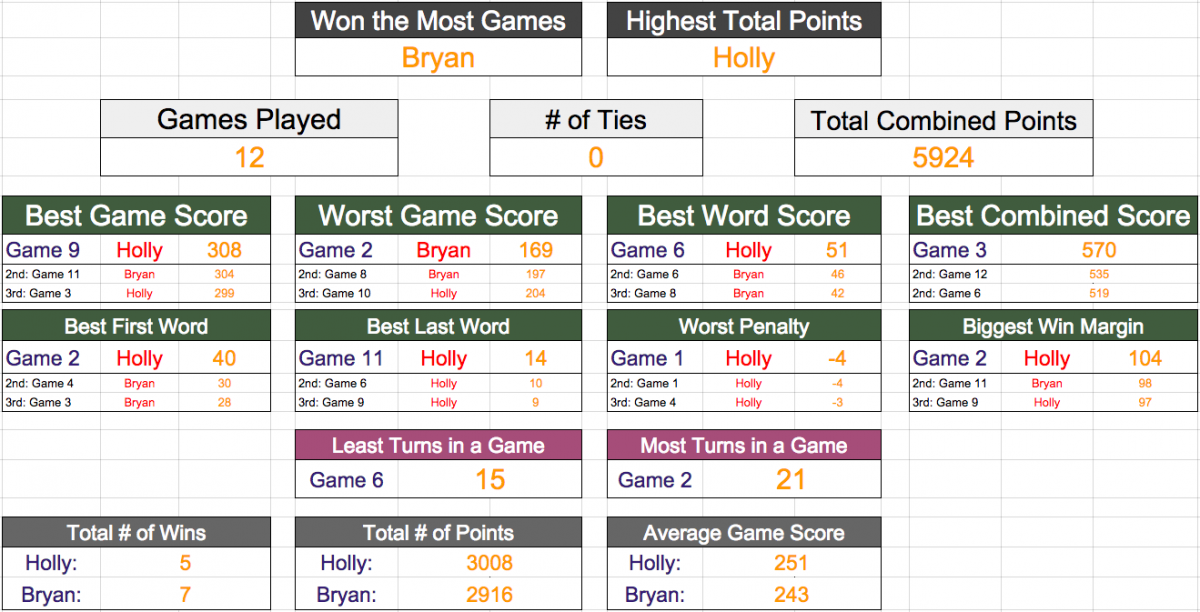 Won the Most Games Highest Total Points
Bryan Holly
Games Played # of Ties Total Combined Points
12 0 5924
Best Game Score Worst Game Score Best Word Score Best Combined Score
Game 9 Holly 308 Game 2 Bryan 169 Game 6 Holly 51 Game 3 570
2nd: Game 11 Bryan 304 2nd: Game 8 Bryan 197 2nd: Game 6 Bryan 46 2nd: Game 12 535
3rd: Game 3 Holly 299 3rd: Game 10 Holly 204 3rd: Game 8 Bryan 42 2nd: Game 6 519
Best First Word Best Last Word Worst Penalty Biggest Win Margin
Game 2 Holly 40 Game 11 Holly 14 Game 1 Holly -4 Game 2 Holly 104
2nd: Game 4 Bryan 30 2nd: Game 6 Holly 10 2nd: Game 1 Holly -4 2nd: Game 11 Bryan 98
3rd: Game 3 Bryan 28 3rd: Game 9 Holly 9 3rd: Game 4 Holly -3 3rd: Game 9 Holly 97
Least Turns in a Game Most Turns in a Game
Game 6 15 Game 2 21
Total # of Wins Total # of Points Average Game Score
Holly: 5 Holly: 3008 Holly: 251
Bryan: 7 Bryan: 2916 Bryan: 243